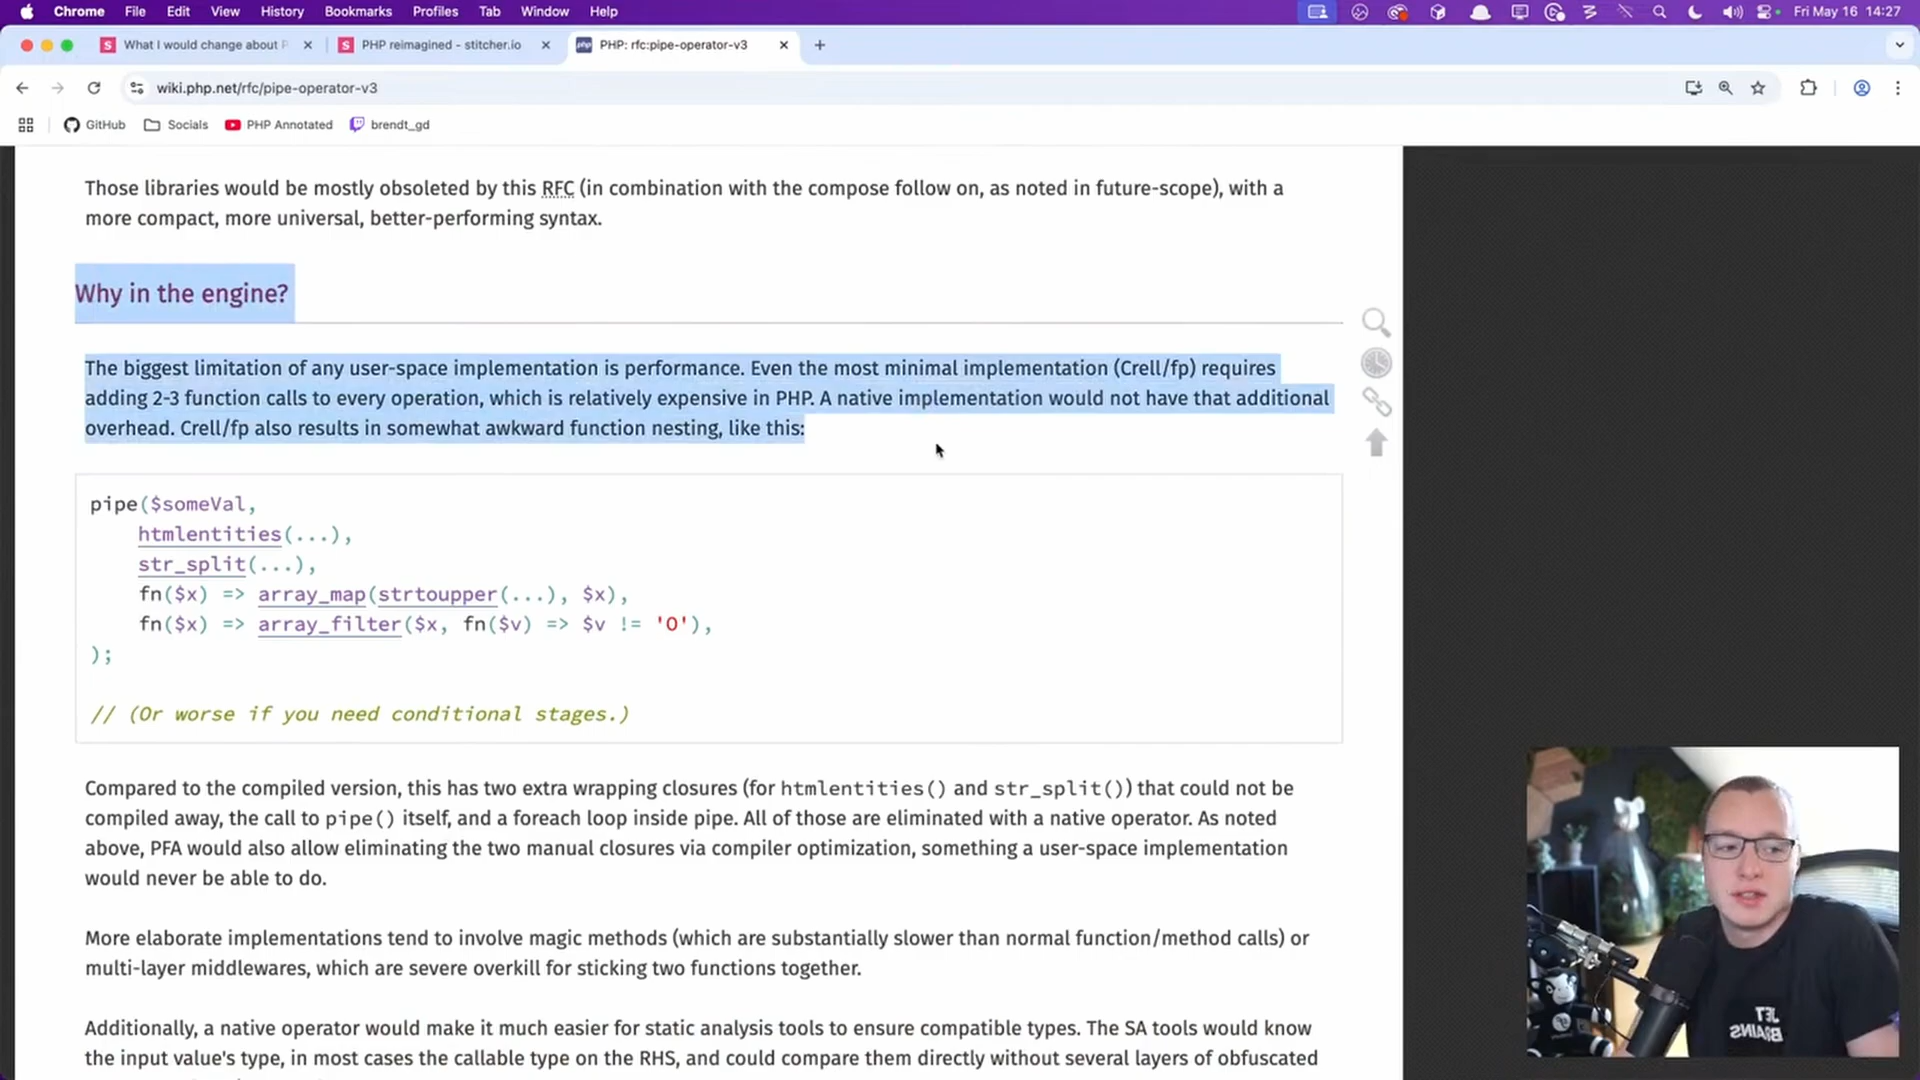 Chrome File Edit View History Bookmarks Profiles Tab Window Help Fri May 16 14:27
What I would change about P PHP reimagined - stitcher.io PHP: rfc:pipe-operator-v3
wiki.php.net/rfc/pipe-operator-v3
GitHub Socials PHP Annotated brendt_gd
Those libraries would be mostly obsoleted by this RFC (in combination with the compose follow on, as noted in future-scope), with a
more compact, more universal, better-performing syntax.
Why in the engine?
The biggest limitation of any user-space implementation is performance. Even the most minimal implementation (Crell/fp) requires
adding 2-3 function calls to every operation, which is relatively expensive in PHP. A native implementation would not have that additional
overhead. Crell/fp also results in somewhat awkward function nesting, like this:
pipe($someVal,
htmlentities(...),
str_split(...),
fn($x) => array_map(strtoupper(...), $x),
fn($x) => array_filter($x, fn($v) => $v != 'O'),
);
// (Or worse if you need conditional stages.)
Compared to the compiled version, this has two extra wrapping closures (for htmlentities() and str_split()) that could not be
compiled away, the call to pipe() itself, and a foreach loop inside pipe. All of those are eliminated with a native operator. As noted
above, PFA would also allow eliminating the two manual closures via compiler optimization, something a user-space implementation
would never be able to do.
More elaborate implementations tend to involve magic methods (which are substantially slower than normal function/method calls) or
multi-layer middlewares, which are severe overkill for sticking two functions together.
Additionally, a native operator would make it much easier for static analysis tools to ensure compatible types. The SA tools would know
the input value's type, in most cases the callable type on the RHS, and could compare them directly without several layers of obfuscated
JET
BRAINS